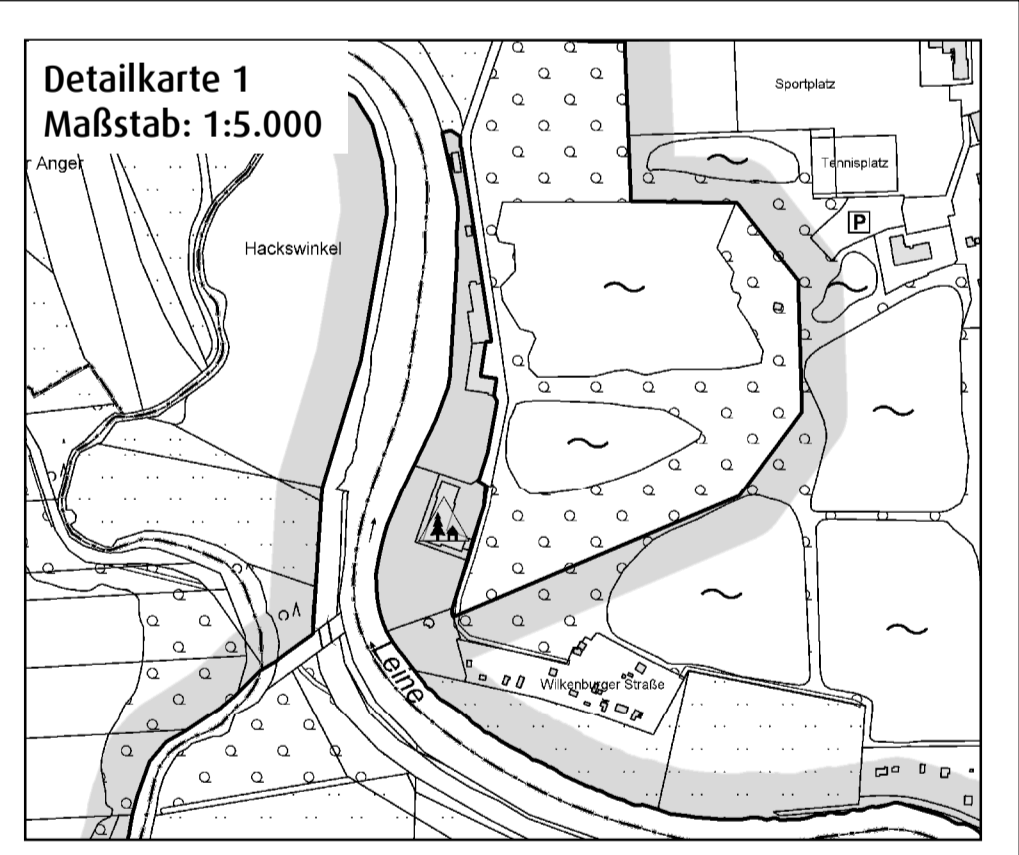 Detailkarte 1
Maßstab: 1:5.000
r Anger
Hackswinkel
Sportplatz
Tennisplatz
P
Leine
Wilkenburger Straße